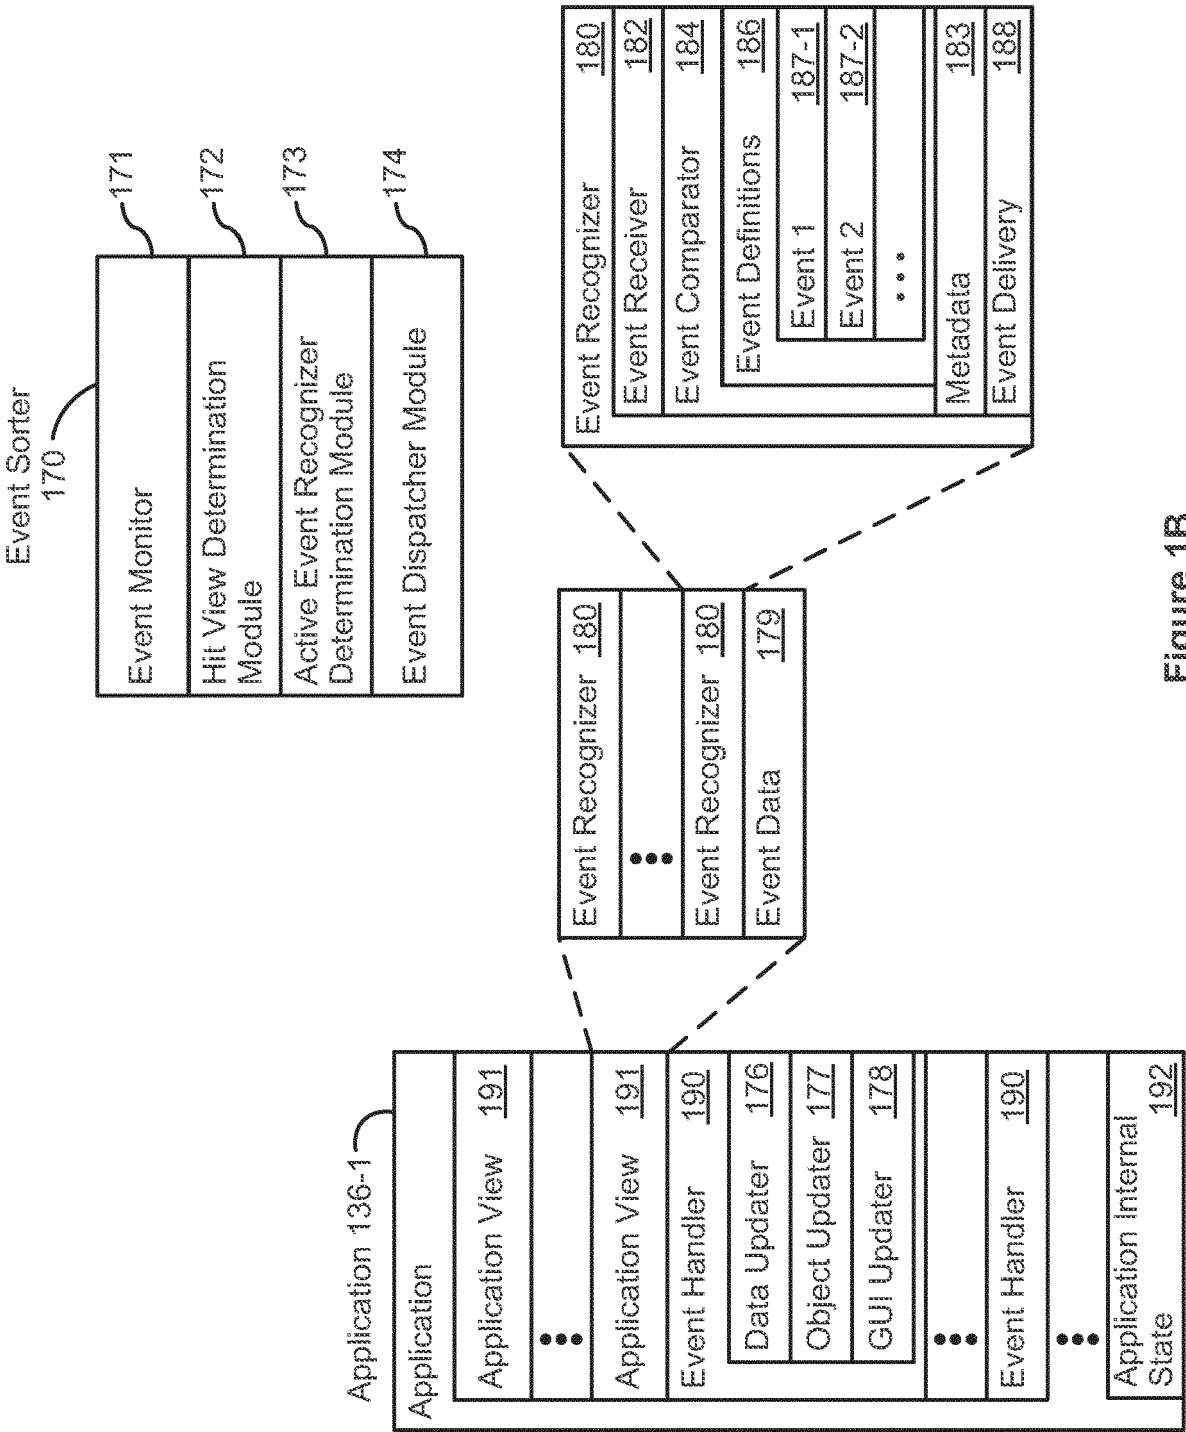 Event Sorter
170
Event Monitor
171
Hit View Determination
Module
172
Active Event Recognizer
Determination Module
173
Event Dispatcher Module
174
Application 136-1
Application
Application View 191
•••
Application View 191
Event Handler 190
Data Updater 176
Object Updater 177
GUI Updater 178
•••
Event Handler 190
•••
Application Internal
State 192
Event Recognizer 180
•••
Event Recognizer 180
Event Data 179
Event Recognizer 180
Event Receiver 182
Event Comparator 184
Event Definitions 186
Event 1 187-1
Event 2 187-2
•••
Metadata 183
Event Delivery 188
Figure 1B